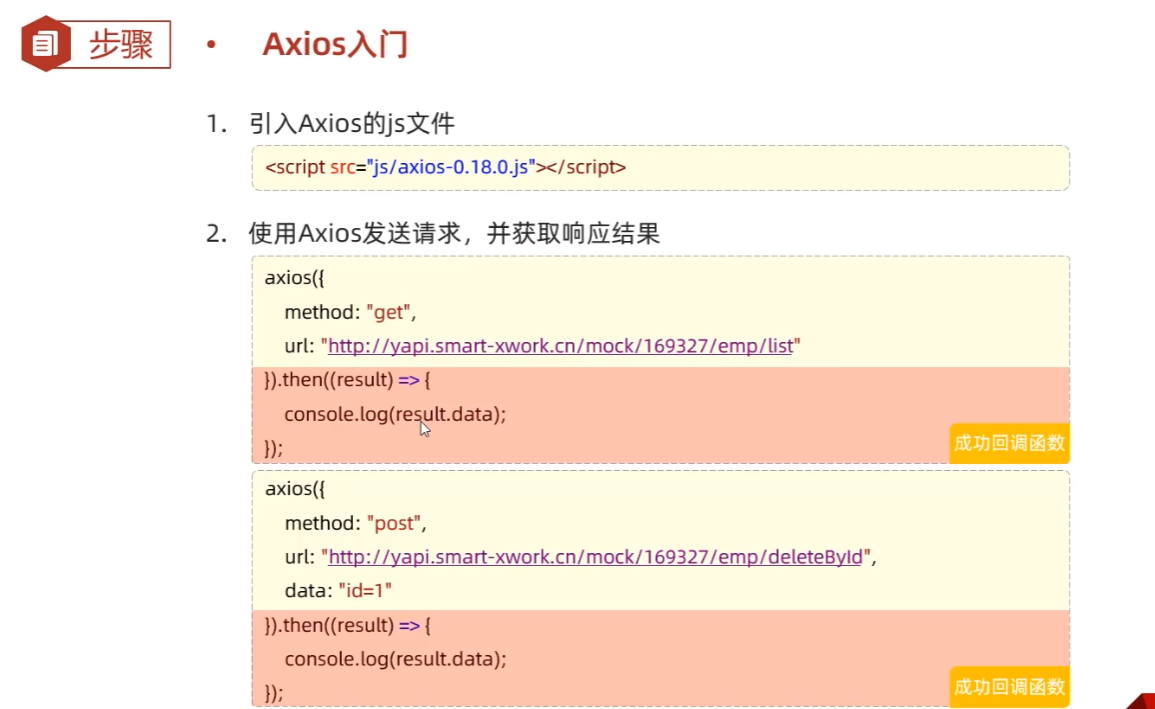 步骤
• Axios入门
1. 引入Axios的js文件
<script src="js/axios-0.18.0.js"></script>
2. 使用Axios发送请求，并获取响应结果
axios({
method: "get",
url: "http://yapi.smart-xwork.cn/mock/169327/emp/list"
}).then((result) => {
console.log(result.data);
});
成功回调函数
axios({
method: "post",
url: "http://yapi.smart-xwork.cn/mock/169327/emp/deleteById",
data: "id=1"
}).then((result) => {
console.log(result.data);
});
成功回调函数